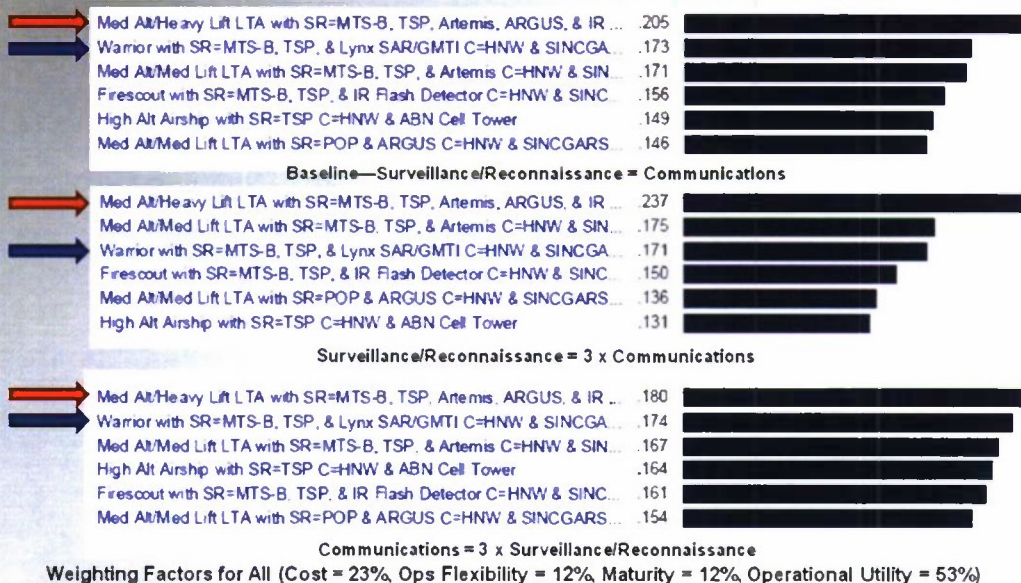 Med Alt/Heavy Lift LTA with SR=MTS-B, TSP, Artemis, ARGUS, & IR ... .205
Warrior with SR=MTS-B, TSP, & Lynx SAR/GMTI C=HNW & SINCGA... .173
Med Alt/Med Lift LTA with SR=MTS-B, TSP, & Artemis C=HNW & SIN... .171
Firescout with SR=MTS-B, TSP, & IR Flash Detector C=HNW & SINC... .156
High Alt Airship with SR=TSP C=HNW & ABN Cell Tower .149
Med Alt/Med Lift LTA with SR=POP & ARGUS C=HNW & SINCGARS... .146
Baseline—Surveillance/Reconnaissance = Communications
Med Alt/Heavy Lift LTA with SR=MTS-B, TSP, Artemis, ARGUS, & IR ... .237
Med Alt/Med Lift LTA with SR=MTS-B, TSP, & Artemis C=HNW & SIN... .175
Warrior with SR=MTS-B, TSP, & Lynx SAR/GMTI C=HNW & SINCGA... .171
Firescout with SR=MTS-B, TSP, & IR Flash Detector C=HNW & SINC... .150
Med Alt/Med Lift LTA with SR=POP & ARGUS C=HNW & SINCGARS... .136
High Alt Airship with SR=TSP C=HNW & ABN Cell Tower .131
Surveillance/Reconnaissance = 3 x Communications
Med Alt/Heavy Lift LTA with SR=MTS-B, TSP, Artemis, ARGUS, & IR ... .180
Warrior with SR=MTS-B, TSP, & Lynx SAR/GMTI C=HNW & SINCGA... .174
Med Alt/Med Lift LTA with SR=MTS-B, TSP, & Artemis C=HNW & SIN... .167
High Alt Airship with SR=TSP C=HNW & ABN Cell Tower .164
Firescout with SR=MTS-B, TSP, & IR Flash Detector C=HNW & SINC... .161
Med Alt/Med Lift LTA with SR=POP & ARGUS C=HNW & SINCGARS... .154
Communications = 3 x Surveillance/Reconnaissance
Weighting Factors for All (Cost = 23%, Ops Flexibility = 12%, Maturity = 12%, Operational Utility = 53%)